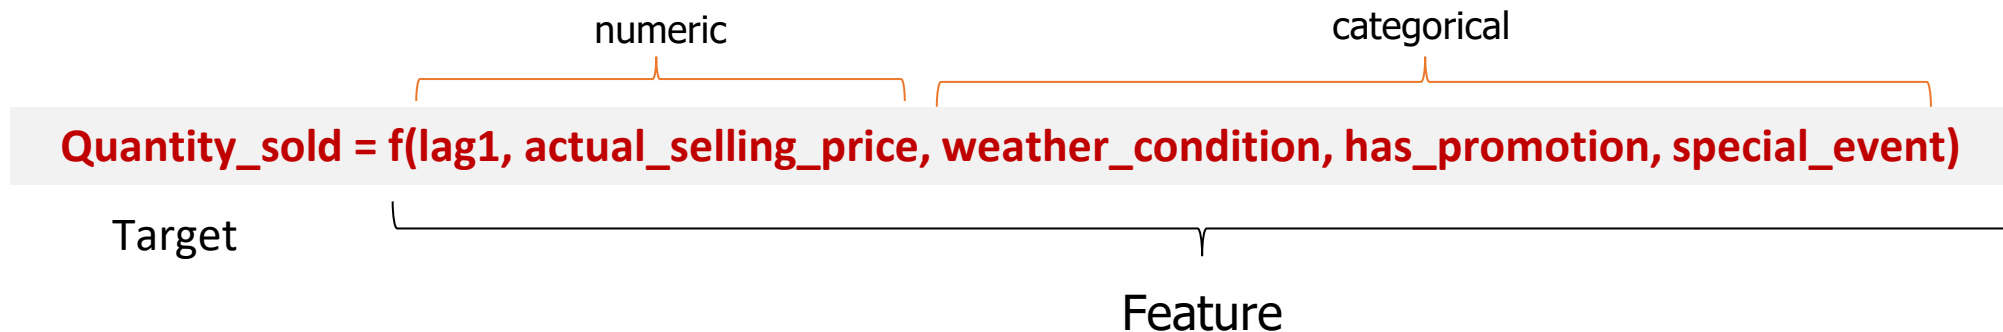 numeric
categorical
Quantity_sold = f(lag1, actual_selling_price, weather_condition, has_promotion, special_event)
Target
Feature